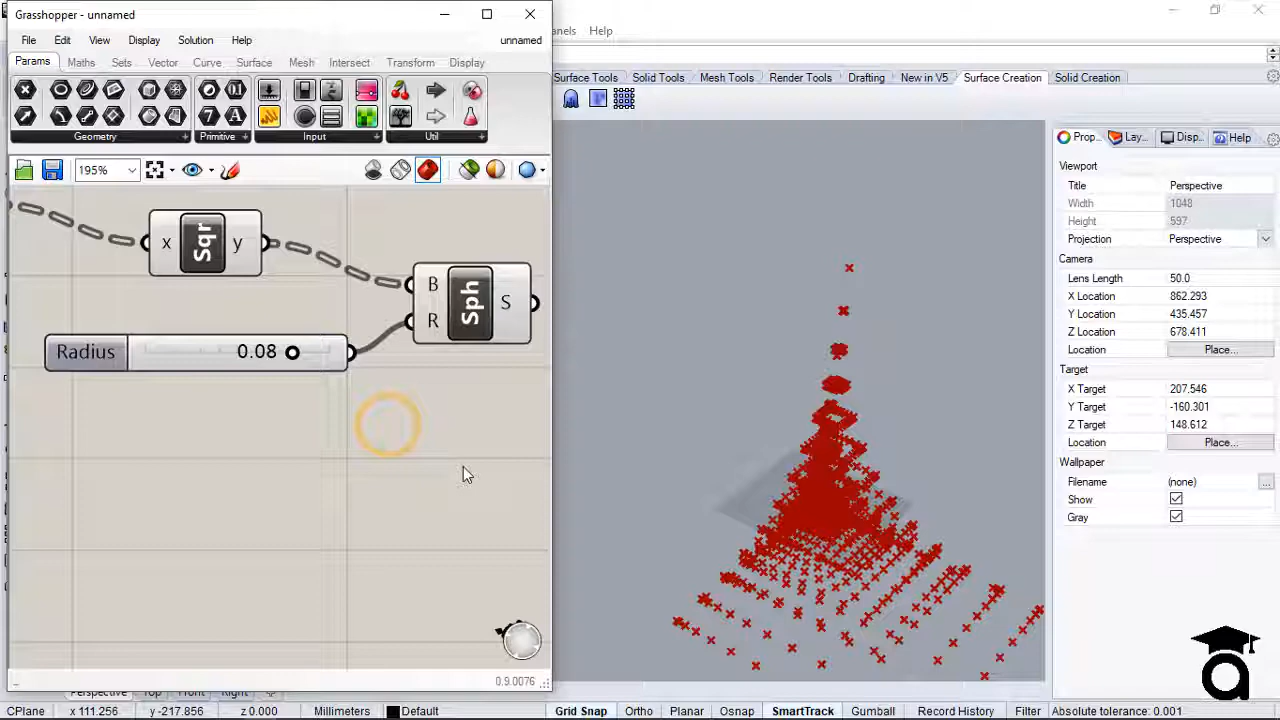 Grasshopper - unnamed
File Edit View Display Solution Help unnamed
Params Maths Sets Vector Curve Surface Mesh Intersect Transform Display
Geometry Primitive Input Util
195%
x Sqr y
B Sph S
R
Radius 0.08
0.9.0076
Help
Surface Tools Solid Tools Mesh Tools Render Tools Drafting New in V5 Surface Creation Solid Creation
Prop... Lay... Disp... Help
Viewport
Title Perspective
Width 1048
Height 597
Projection Perspective
Camera
Lens Length 50.0
X Location 862.293
Y Location 435.457
Z Location 678.411
Location Place...
Target
X Target 207.546
Y Target -160.301
Z Target 148.612
Location Place...
Wallpaper
Filename (none) ...
Show
Gray
Perspective Top Front Right
CPlane x 111.256 y -217.856 z 0.000 Millimeters Default Grid Snap Ortho Planar Osnap SmartTrack Gumball Record History Filter Absolute tolerance: 0.001